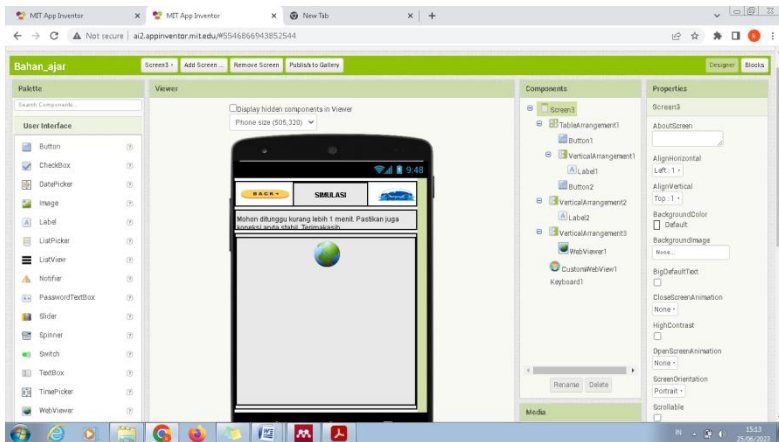 MIT App Inventor
MIT App Inventor
New Tab
Not secure | ai2.appinventor.mit.edu/#5546866943852544
Bahan_ajar
Screen3
Add Screen ...
Remove Screen
Publish to Gallery
Designer
Blocks
Palette
Viewer
Components
Properties
Search Components...
User Interface
Button
CheckBox
DatePicker
Image
Label
ListPicker
ListView
Notifier
PasswordTextBox
Slider
Spinner
Switch
TextBox
TimePicker
WebViewer
Display hidden components in Viewer
Phone size (505,320)
9:48
BACK
SIMULASI
Mohon ditunggu kurang lebih 1 menit. Pastikan juga
koneksi anda stabil. Terimakasih
Screen3
TableArrangement1
Button1
VerticalArrangement1
Label1
Button2
VerticalArrangement2
Label2
VerticalArrangement3
WebViewer1
CustomWebView1
Keyboard1
Rename
Delete
Media
Screen3
AboutScreen
AlignHorizontal
Left : 1
AlignVertical
Top : 1
BackgroundColor
Default
BackgroundImage
None...
BigDefaultText
CloseScreenAnimation
None
HighContrast
OpenScreenAnimation
None
ScreenOrientation
Portrait
Scrollable
IN
15:13
25/06/2023